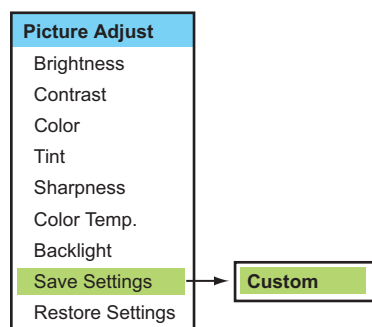 Picture Adjust
Brightness
Contrast
Color
Tint
Sharpness
Color Temp.
Backlight
Save Settings
Custom
Restore Settings